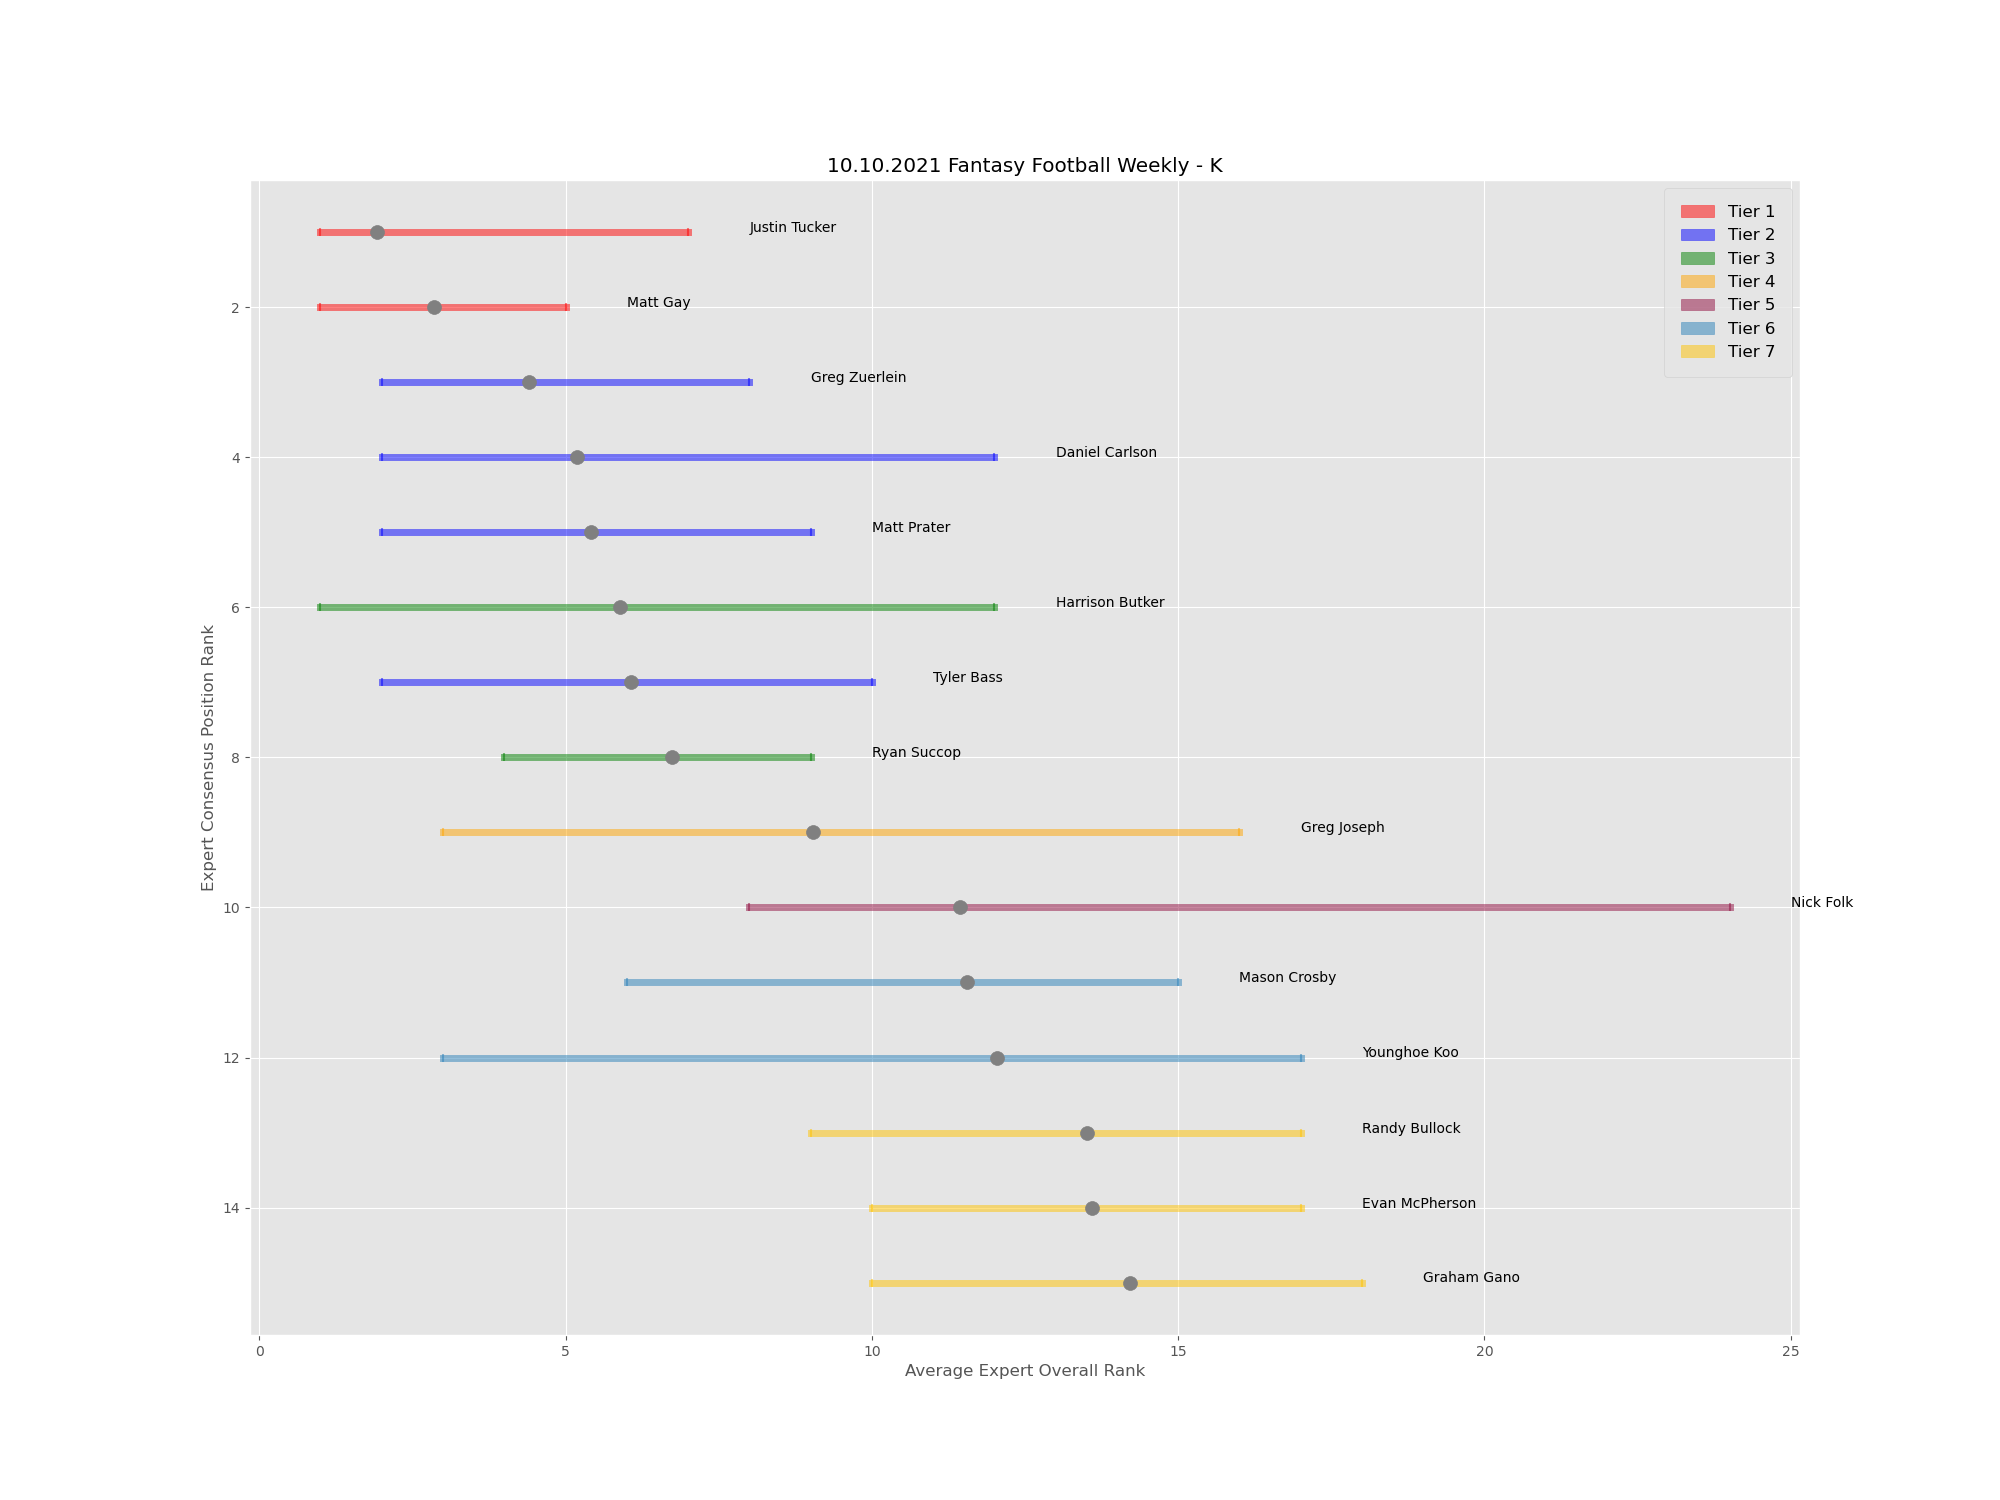 10.10.2021 Fantasy Football Weekly - K
Tier 1
Tier 2
Tier 3
Tier 4
Tier 5
Tier 6
Tier 7
Justin Tucker
Matt Gay
Greg Zuerlein
Daniel Carlson
Matt Prater
Harrison Butker
Tyler Bass
Ryan Succop
Greg Joseph
Nick Folk
Mason Crosby
Younghoe Koo
Randy Bullock
Evan McPherson
Graham Gano
2
4
6
8
10
12
14
Expert Consensus Position Rank
0 5 10 15 20 25
Average Expert Overall Rank